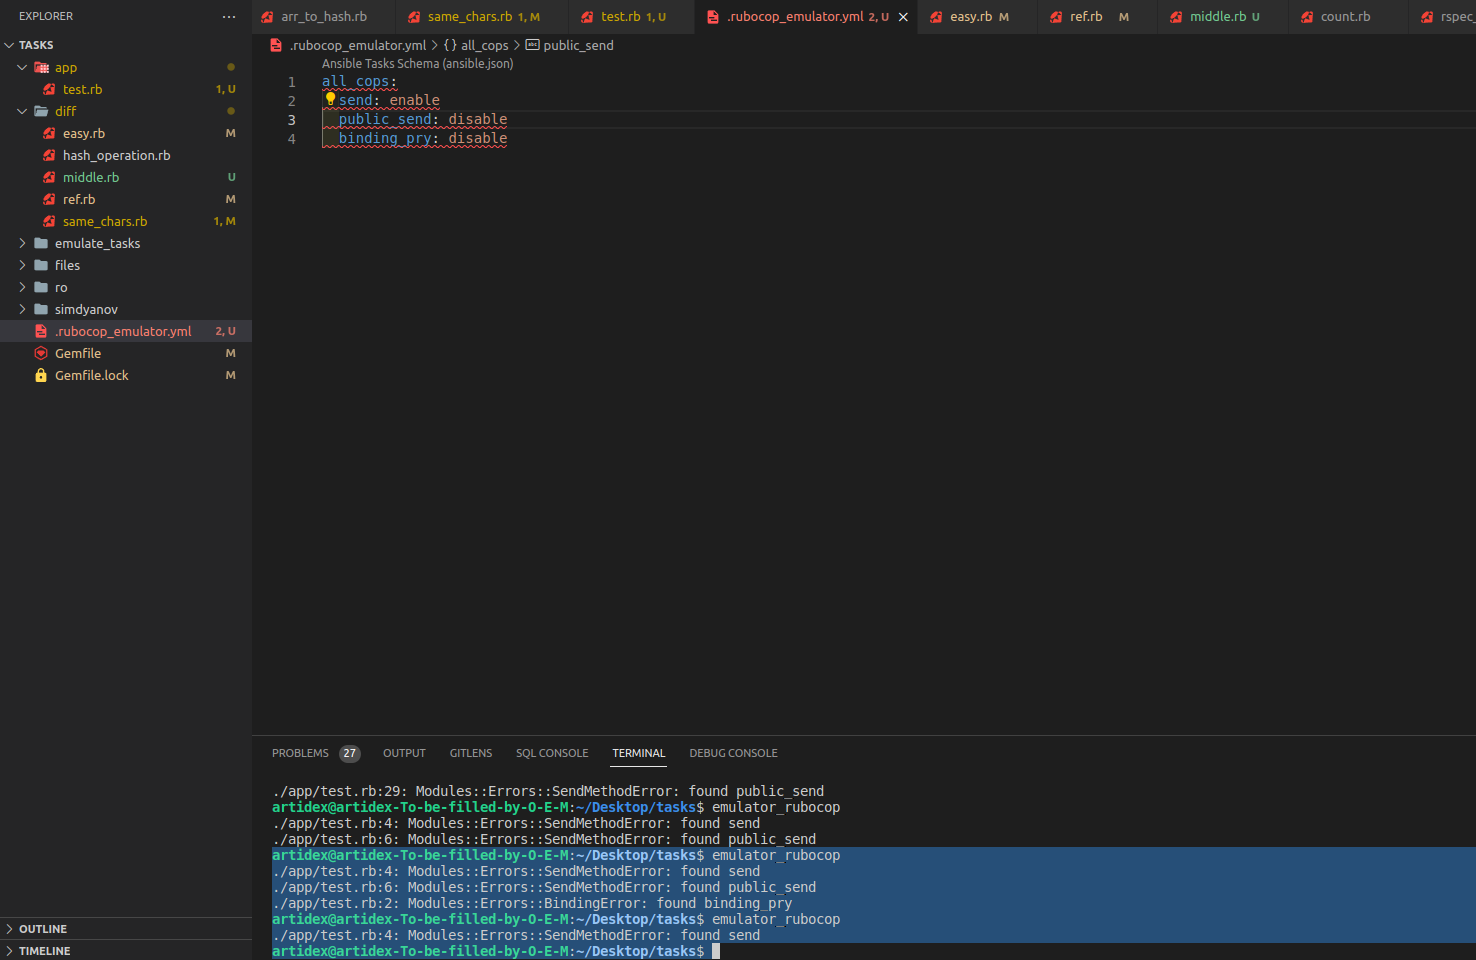 EXPLORER
TASKS
app
test.rb 1, U
diff
easy.rb M
hash_operation.rb
middle.rb U
ref.rb M
same_chars.rb 1, M
emulate_tasks
files
ro
simdyanov
.rubocop_emulator.yml 2, U
Gemfile M
Gemfile.lock M
OUTLINE
TIMELINE
arr_to_hash.rb same_chars.rb 1, M test.rb 1, U .rubocop_emulator.yml 2, U easy.rb M ref.rb M middle.rb U count.rb rspec_
.rubocop_emulator.yml > {} all_cops > public_send
Ansible Tasks Schema (ansible.json)
1 all_cops:
2 send: enable
3 public_send: disable
4 binding_pry: disable
PROBLEMS 27 OUTPUT GITLENS SQL CONSOLE TERMINAL DEBUG CONSOLE
./app/test.rb:29: Modules::Errors::SendMethodError: found public_send
artidex@artidex-To-be-filled-by-O-E-M:~/Desktop/tasks$ emulator_rubocop
./app/test.rb:4: Modules::Errors::SendMethodError: found send
./app/test.rb:6: Modules::Errors::SendMethodError: found public_send
artidex@artidex-To-be-filled-by-O-E-M:~/Desktop/tasks$ emulator_rubocop
./app/test.rb:4: Modules::Errors::SendMethodError: found send
./app/test.rb:6: Modules::Errors::SendMethodError: found public_send
./app/test.rb:2: Modules::Errors::BindingError: found binding_pry
artidex@artidex-To-be-filled-by-O-E-M:~/Desktop/tasks$ emulator_rubocop
./app/test.rb:4: Modules::Errors::SendMethodError: found send
artidex@artidex-To-be-filled-by-O-E-M:~/Desktop/tasks$